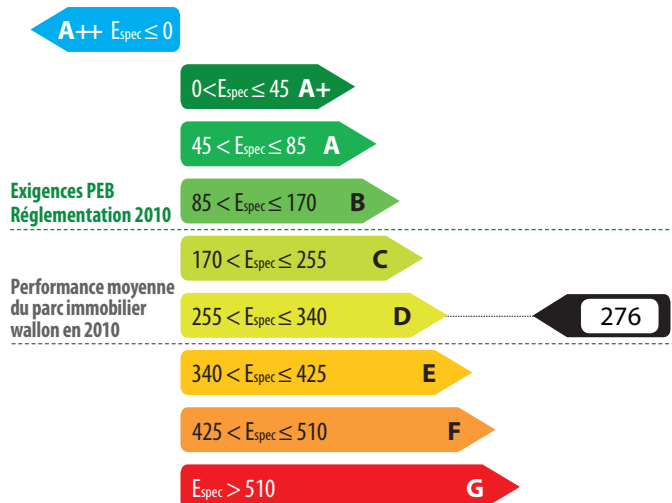 A++ Espec ≤ 0
0<Espec ≤ 45 A+
45 < Espec ≤ 85 A
Exigences PEB
Réglementation 2010
85 < Espec ≤ 170 B
170 < Espec ≤ 255 C
Performance moyenne
du parc immobilier
wallon en 2010
255 < Espec ≤ 340 D
276
340 < Espec ≤ 425 E
425 < Espec ≤ 510 F
Espec > 510 G